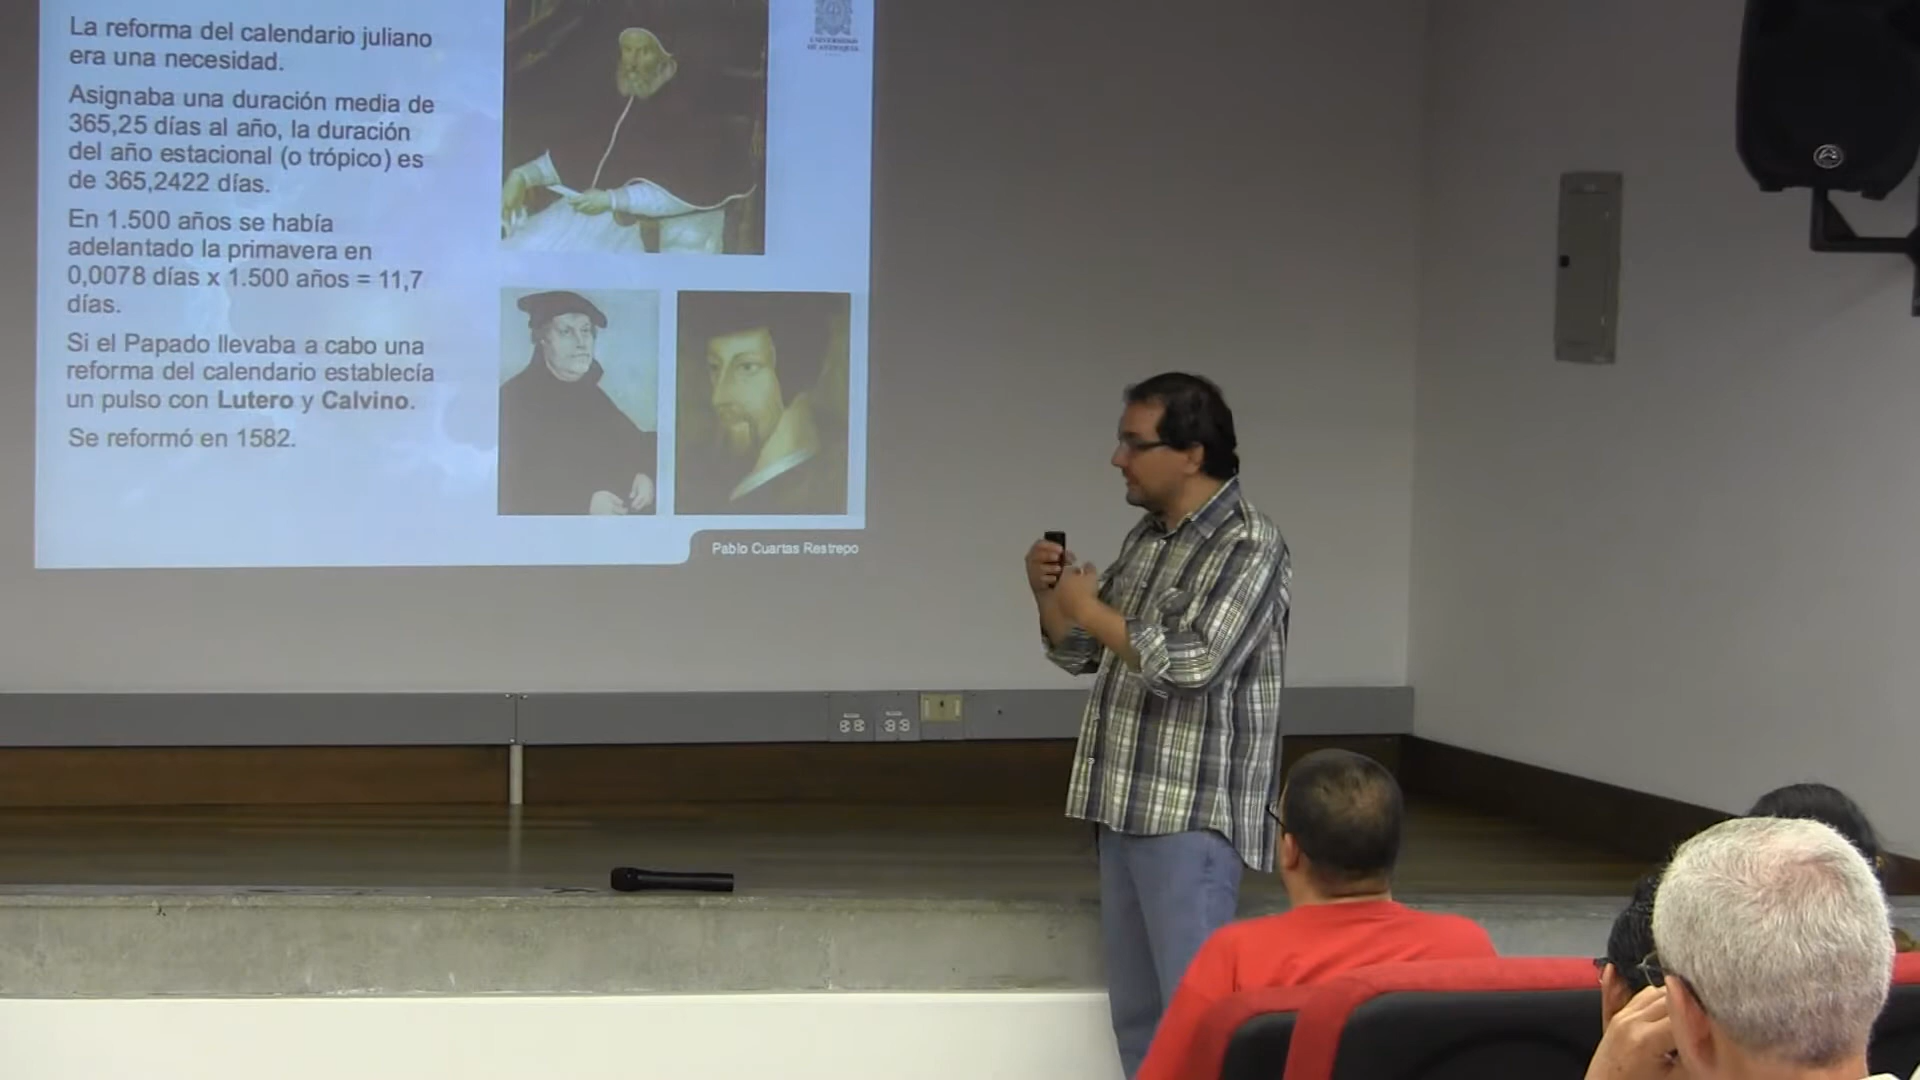 La reforma del calendario juliano
era una necesidad.
Asignaba una duración media de
365,25 días al año, la duración
del año estacional (o trópico) es
de 365,2422 días.
En 1.500 años se había
adelantado la primavera en
0,0078 días x 1.500 años = 11,7
días.
Si el Papado llevaba a cabo una
reforma del calendario establecía
un pulso con Lutero y Calvino.
Se reformó en 1582.
UNIVERSIDAD
DE ANTIOQUIA
Pablo Cuartas Restrepo